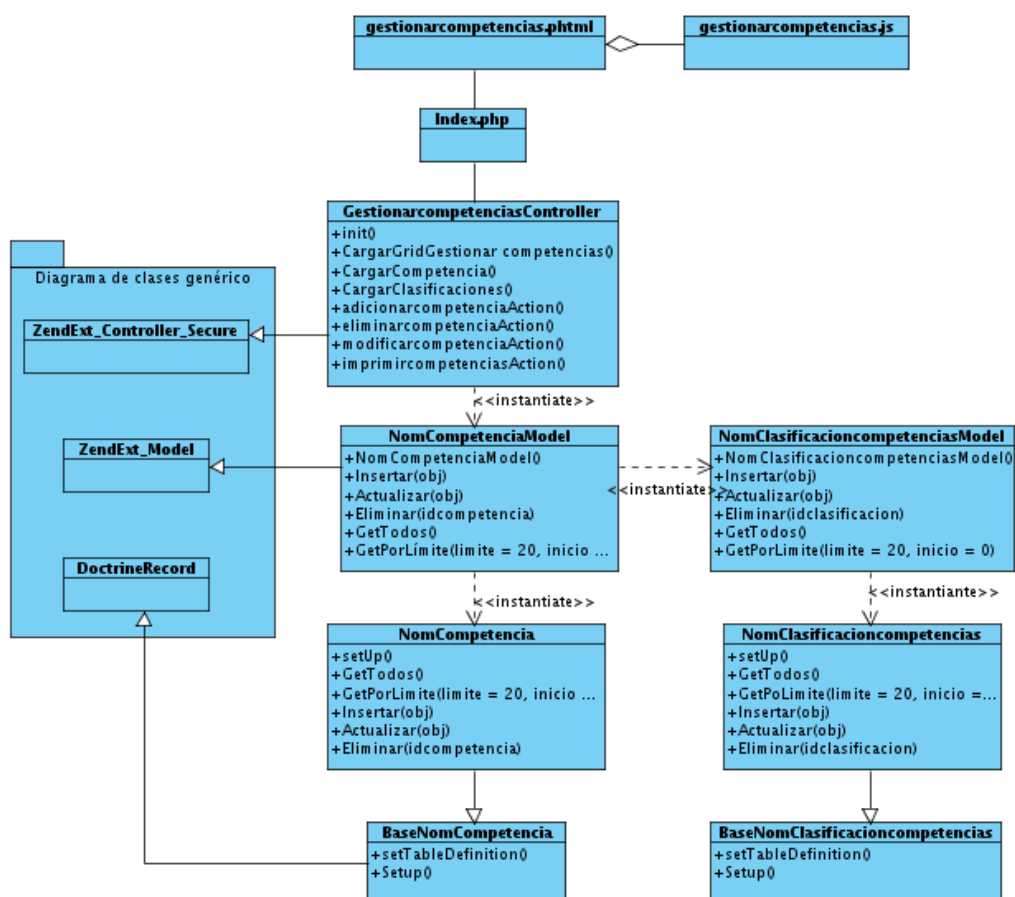 gestionarcompetencias.phtml
gestionarcompetencias.js
Index.php
GestionarcompetenciasController
+init()
+CargarGridGestionar competencias()
+CargarCompetencia()
+CargarClasificaciones()
+adicionarcompetenciaAction()
+eliminarcompetenciaAction()
+modificarcompetenciaAction()
+imprimircompetenciasAction()
Diagrama de clases genérico
ZendExt_Controller_Secure
ZendExt_Model
DoctrineRecord
<<instantiate>>
NomCompetenciaModel
+NomCompetenciaModel()
+Insertar(obj)
+Actualizar(obj)
+Eliminar(idcompetencia)
+GetTodos()
+GetPorLímite(limite = 20, inicio ...
<<instantiate>>
NomClasificacioncompetenciasModel
+NomClasificacioncompetenciasModel()
+Insertar(obj)
+Actualizar(obj)
+Eliminar(idclasificacion)
+GetTodos()
+GetPorLimite(limite = 20, inicio = 0)
<<instantiate>>
<<instantiante>>
NomCompetencia
+setUp()
+GetTodos()
+GetPorLimite(limite = 20, inicio ...
+Insertar(obj)
+Actualizar(obj)
+Eliminar(idcompetencia)
NomClasificacioncompetencias
+setUp()
+GetTodos()
+GetPoLimite(limite = 20, inicio =...
+Insertar(obj)
+Actualizar(obj)
+Eliminar(idclasificacion)
BaseNomCompetencia
+setTableDefinition()
+Setup()
BaseNomClasificacioncompetencias
+setTableDefinition()
+Setup()